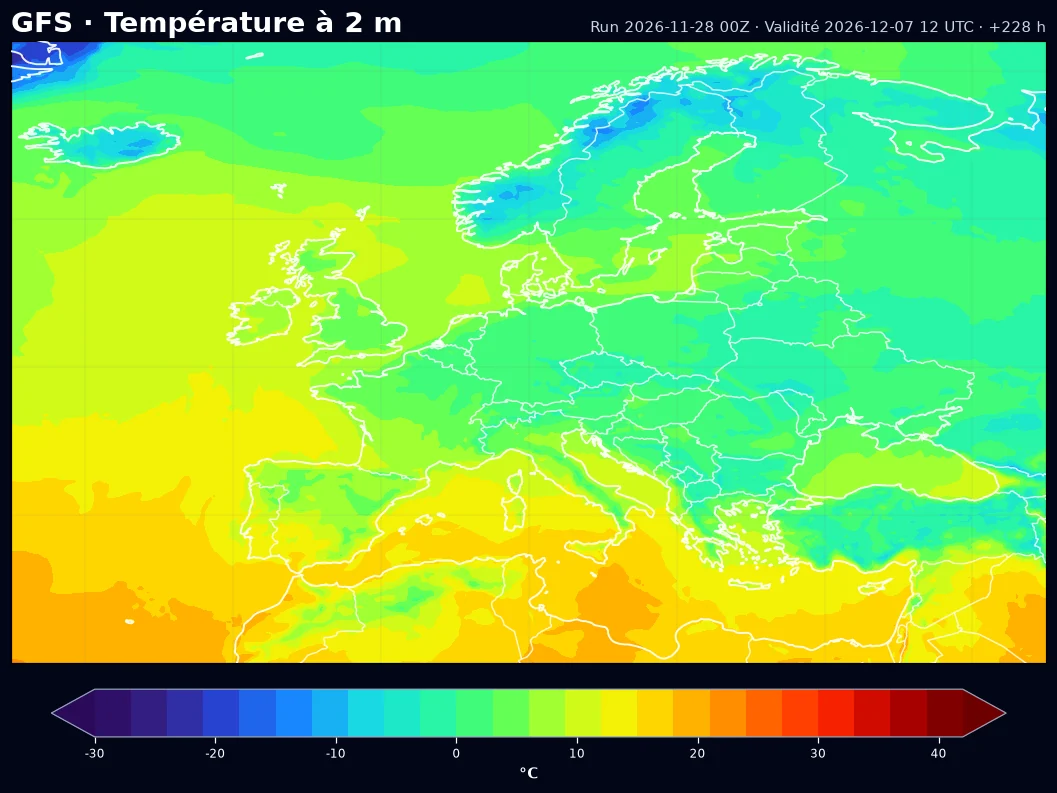 GFS · Température à 2 m
Run 2026-11-28 00Z · Validité 2026-12-07 12 UTC · +228 h
-30 -20 -10 0 10 20 30 40
°C